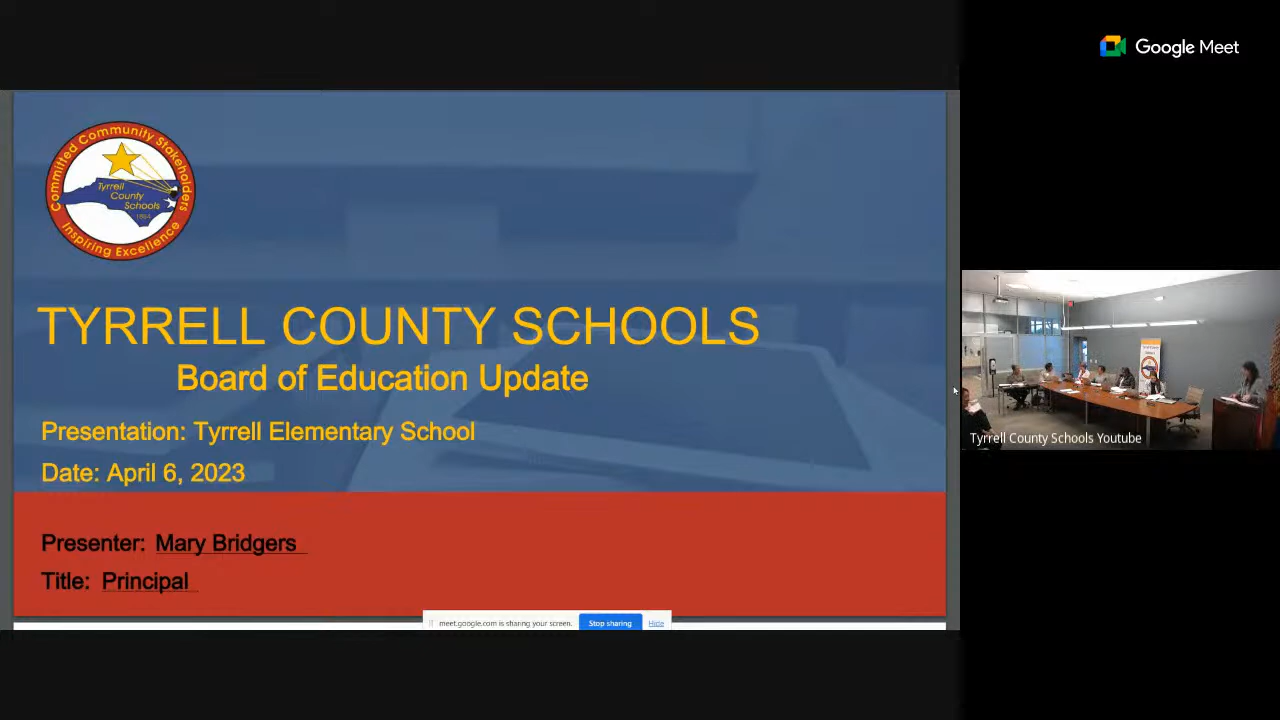 Google Meet
Committed Community Stakeholders
Tyrrell
County
Schools
1864
Inspiring Excellence
TYRRELL COUNTY SCHOOLS
Board of Education Update
Presentation: Tyrrell Elementary School
Date: April 6, 2023
Presenter: Mary Bridgers
Title: Principal
meet.google.com is sharing your screen.
Stop sharing
Hide
Tyrrell County Schools Youtube